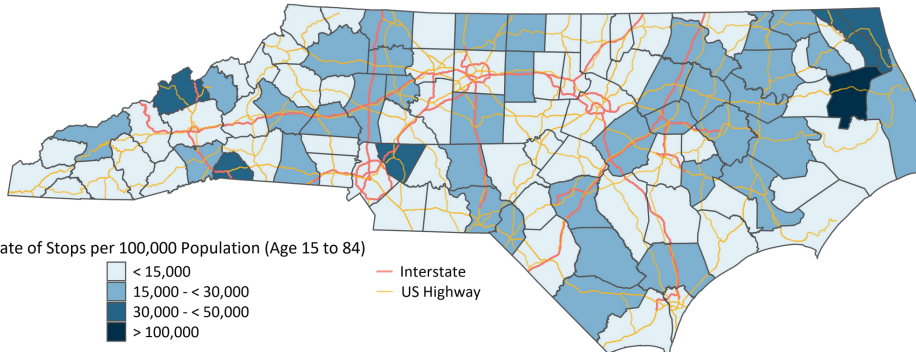 ate of Stops per 100,000 Population (Age 15 to 84)
< 15,000
15,000 - < 30,000
30,000 - < 50,000
> 100,000
Interstate
US Highway